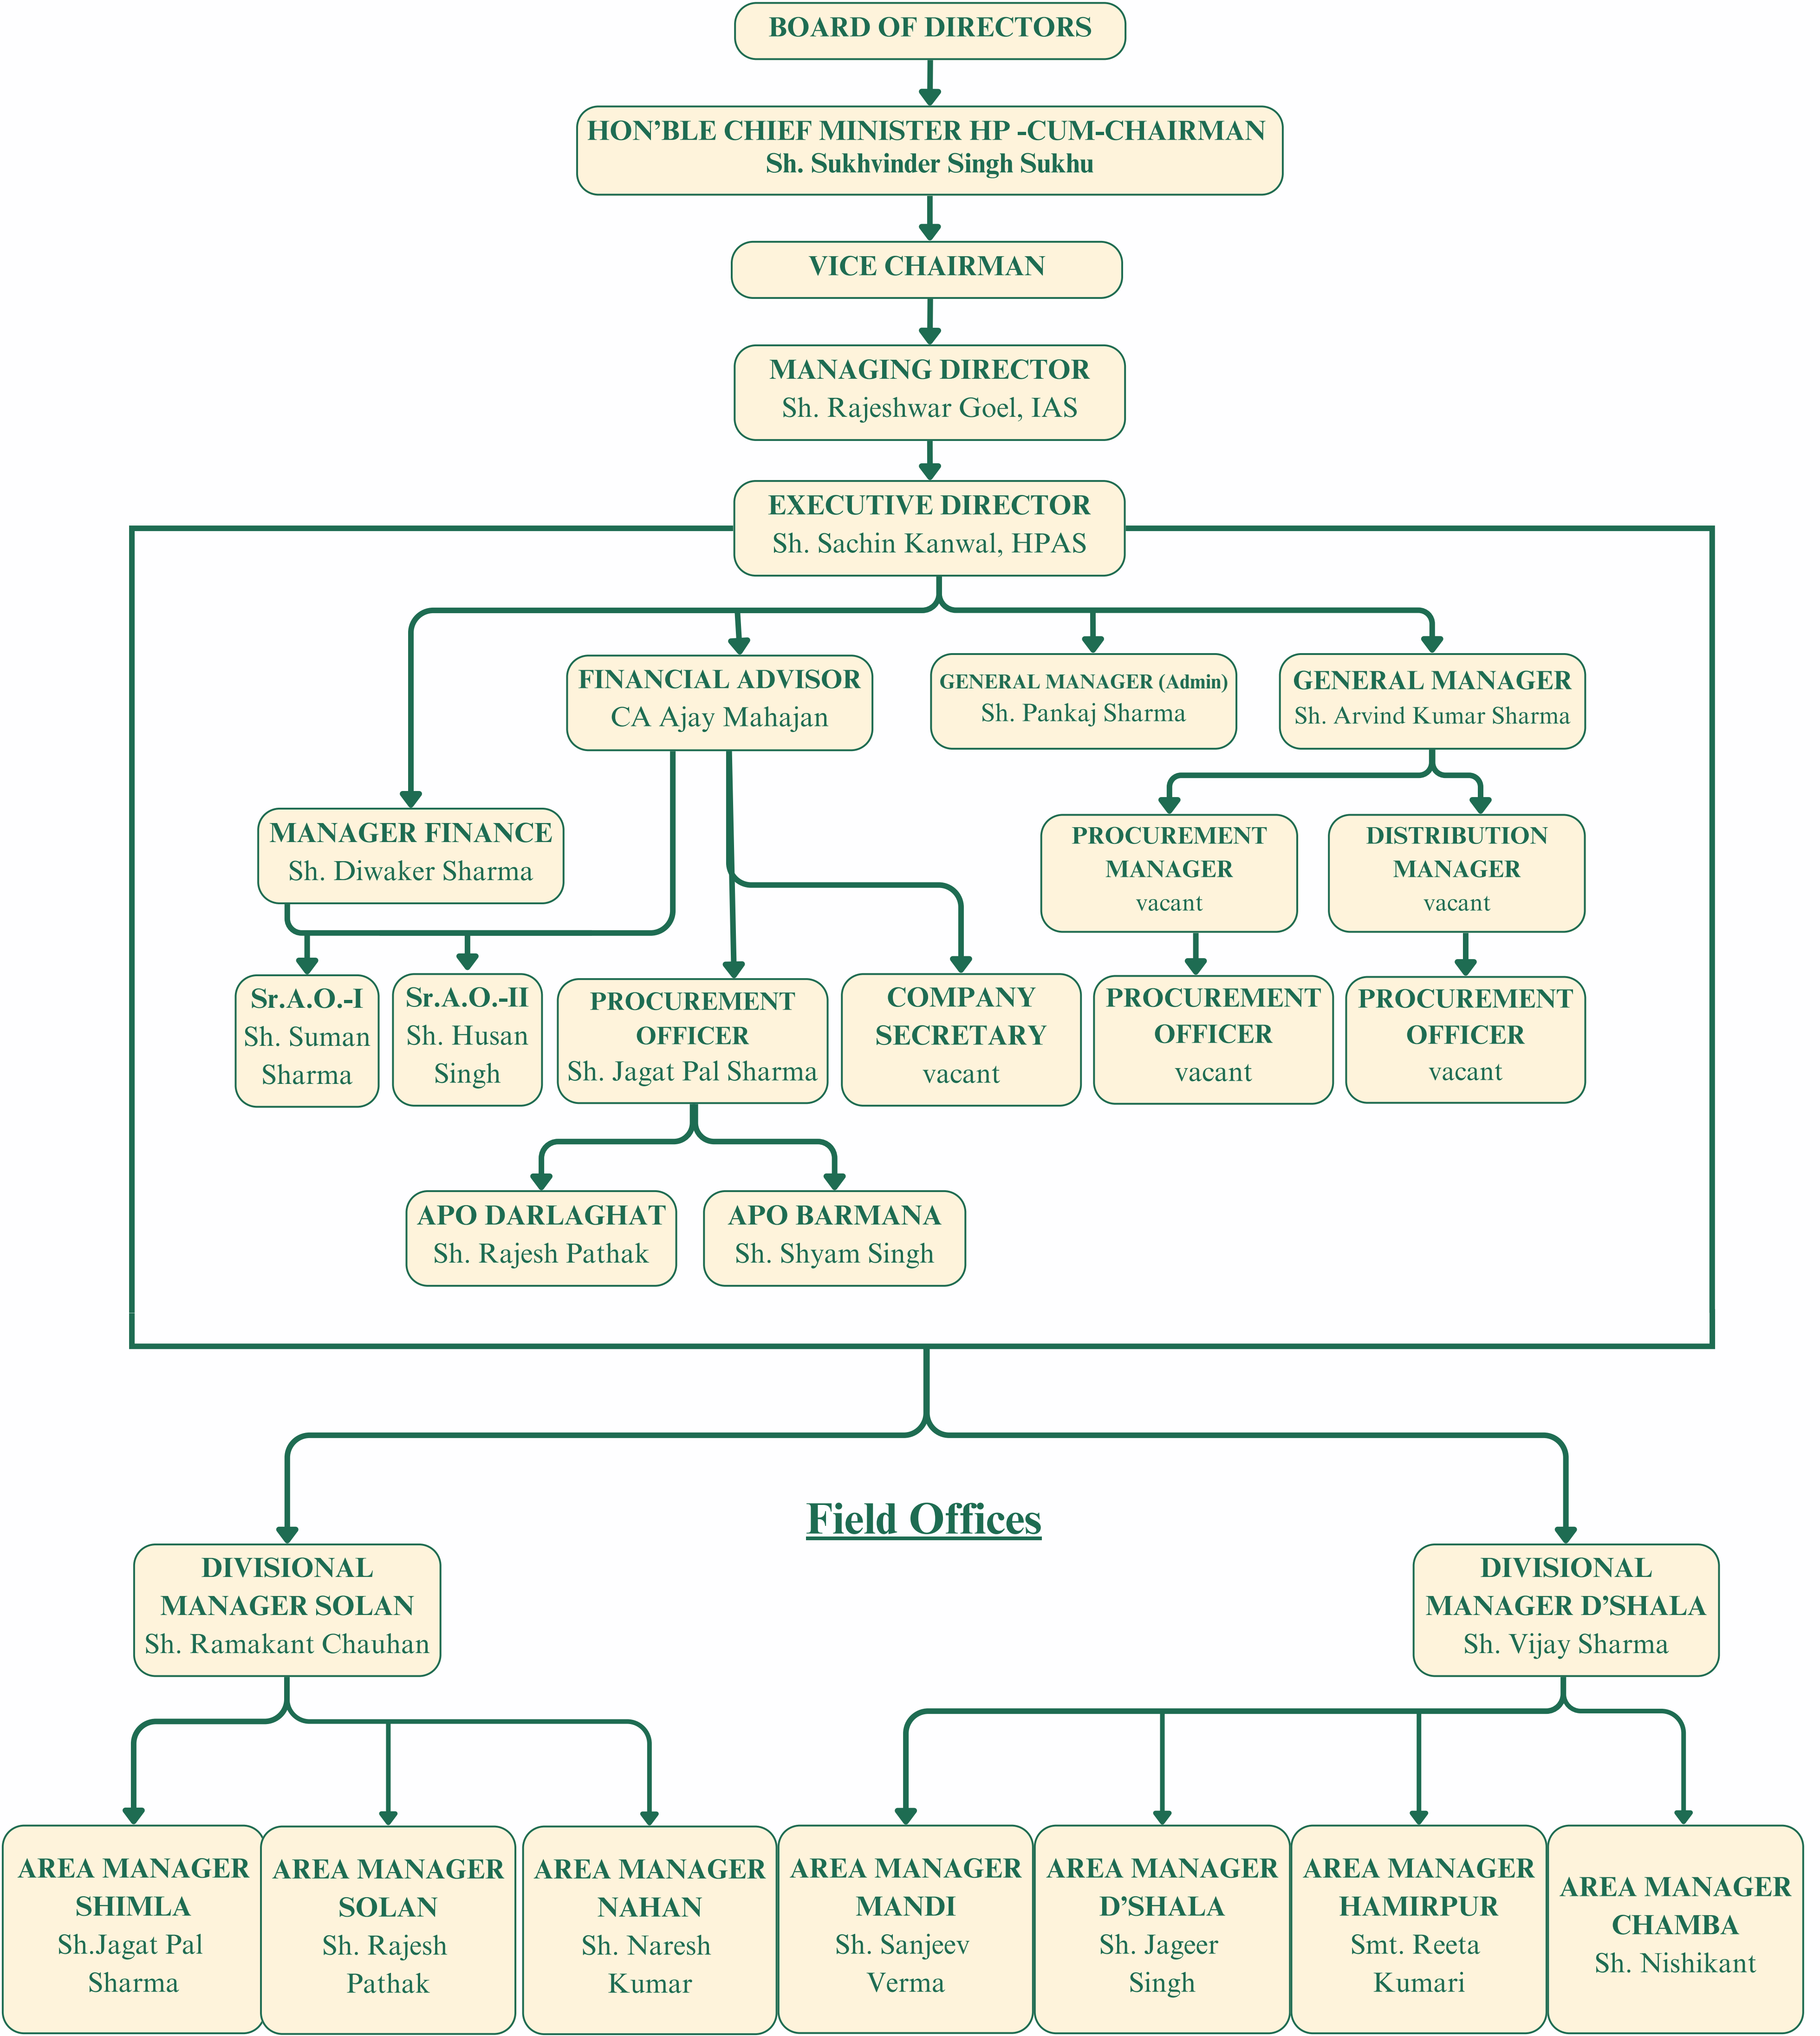 BOARD OF DIRECTORS
HON’BLE CHIEF MINISTER HP -CUM-CHAIRMAN
Sh. Sukhvinder Singh Sukhu
VICE CHAIRMAN
MANAGING DIRECTOR
Sh. Rajeshwar Goel, IAS
EXECUTIVE DIRECTOR
Sh. Sachin Kanwal, HPAS
FINANCIAL ADVISOR
CA Ajay Mahajan
GENERAL MANAGER (Admin)
Sh. Pankaj Sharma
GENERAL MANAGER
Sh. Arvind Kumar Sharma
MANAGER FINANCE
Sh. Diwaker Sharma
PROCUREMENT
MANAGER
vacant
DISTRIBUTION
MANAGER
vacant
Sr.A.O.-I
Sh. Suman
Sharma
Sr.A.O.-II
Sh. Husan
Singh
PROCUREMENT
OFFICER
Sh. Jagat Pal Sharma
COMPANY
SECRETARY
vacant
PROCUREMENT
OFFICER
vacant
PROCUREMENT
OFFICER
vacant
APO DARLAGHAT
Sh. Rajesh Pathak
APO BARMANA
Sh. Shyam Singh
Field Offices
DIVISIONAL
MANAGER SOLAN
Sh. Ramakant Chauhan
DIVISIONAL
MANAGER D’SHALA
Sh. Vijay Sharma
AREA MANAGER
SHIMLA
Sh.Jagat Pal
Sharma
AREA MANAGER
SOLAN
Sh. Rajesh
Pathak
AREA MANAGER
NAHAN
Sh. Naresh
Kumar
AREA MANAGER
MANDI
Sh. Sanjeev
Verma
AREA MANAGER
D’SHALA
Sh. Jageer
Singh
AREA MANAGER
HAMIRPUR
Smt. Reeta
Kumari
AREA MANAGER
CHAMBA
Sh. Nishikant